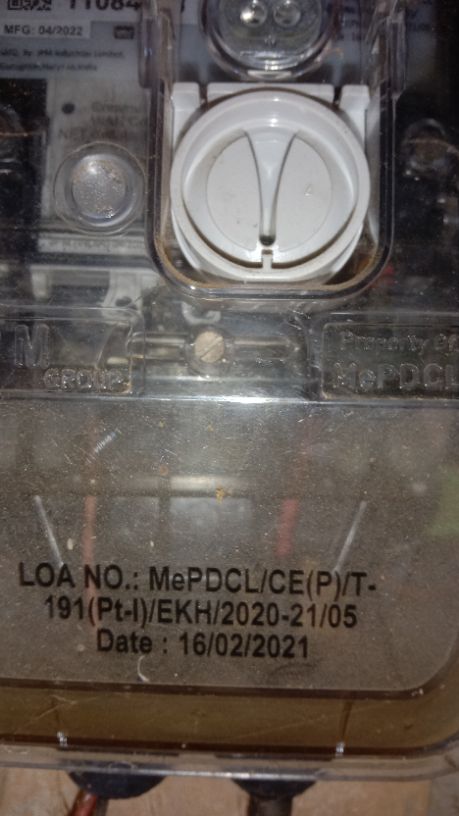 MFG: 04/2022
M
GROUP
Property Of
MePDCL
LOA NO.: MePDCL/CE(P)/T-
191(Pt-I)/EKH/2020-21/05
Date : 16/02/2021